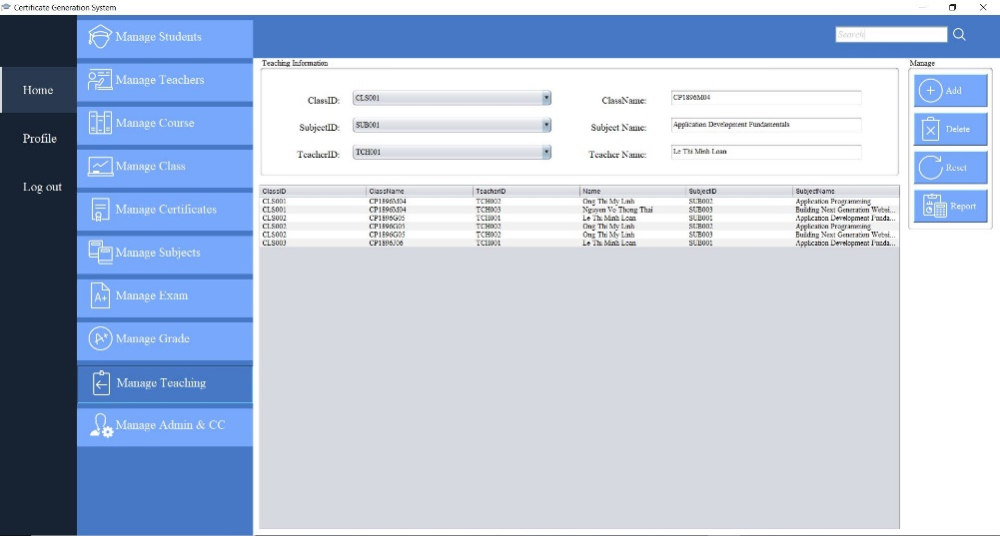 Certificate Generation System
Home
Profile
Log out
Manage Students
Manage Teachers
Manage Course
Manage Class
Manage Certificates
Manage Subjects
A+ Manage Exam
Manage Grade
Manage Teaching
Manage Admin & CC
Search
Teaching Information
ClassID: CLS001 ClassName: CP1896M04
SubjectID: SUB001 Subject Name: Application Development Fundamentals
TeacherID: TCH001 Teacher Name: Le Thi Minh Loan
ClassID ClassName TeacherID Name SubjectID SubjectName
CLS001 CP1896M04 TCH002 Ong Thi My Linh SUB002 Application Programming
CLS001 CP1896M04 TCH003 Nguyen Vo Thong Thai SUB003 Building Next Generation Websi...
CLS002 CP1896G05 TCH001 Le Thi Minh Loan SUB001 Application Development Funda...
CLS002 CP1896G05 TCH002 Ong Thi My Linh SUB002 Application Programming
CLS002 CP1896G05 TCH002 Ong Thi My Linh SUB003 Building Next Generation Websi...
CLS003 CP1896J06 TCH001 Le Thi Minh Loan SUB001 Application Development Funda...
Manage
Add
Delete
Reset
Report